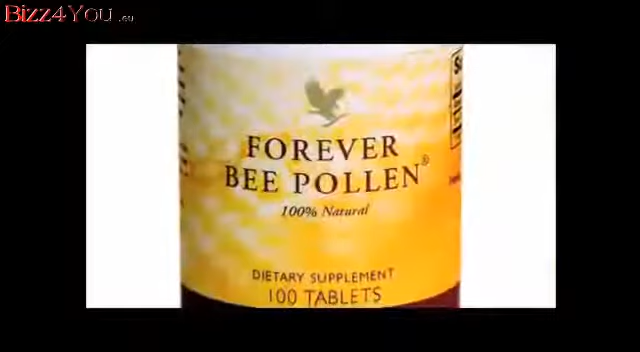 Bizz4You.eu
FOREVER
BEE POLLEN®
100% Natural
DIETARY SUPPLEMENT
100 TABLETS